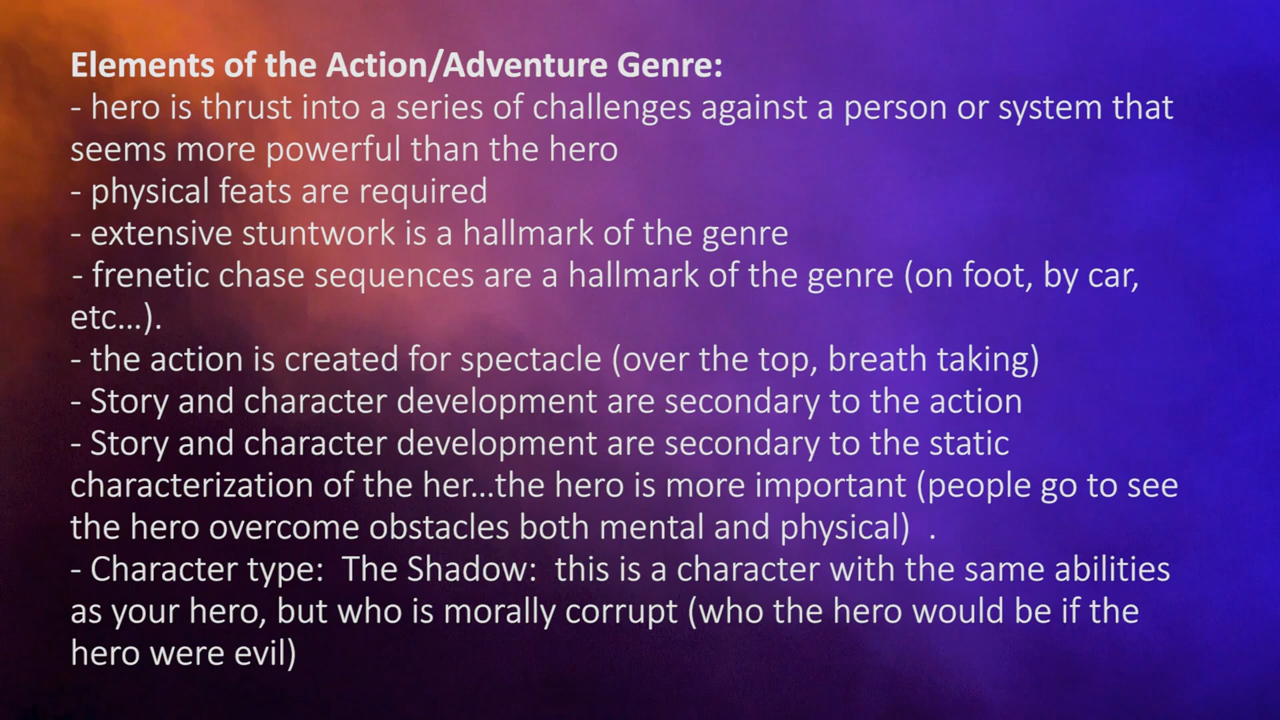 Elements of the Action/Adventure Genre:
- hero is thrust into a series of challenges against a person or system that
seems more powerful than the hero
- physical feats are required
- extensive stuntwork is a hallmark of the genre
- frenetic chase sequences are a hallmark of the genre (on foot, by car,
etc...).
- the action is created for spectacle (over the top, breath taking)
- Story and character development are secondary to the action
- Story and character development are secondary to the static
characterization of the her...the hero is more important (people go to see
the hero overcome obstacles both mental and physical)  .
- Character type:  The Shadow:  this is a character with the same abilities
as your hero, but who is morally corrupt (who the hero would be if the
hero were evil)